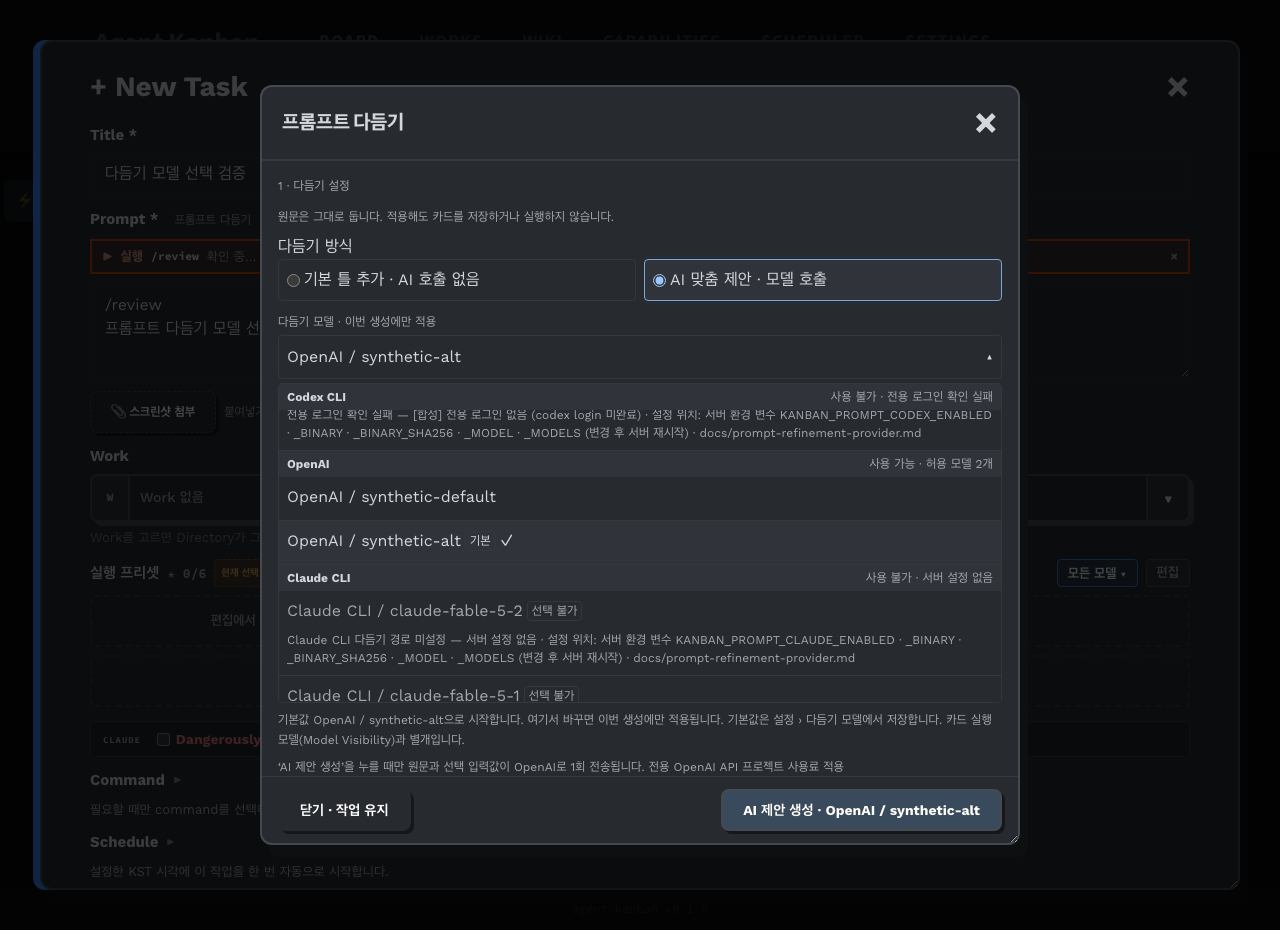 Agent Kanban BOARD WORKS WIKI CAPABILITIES SCHEDULER SETTINGS
+ New Task
Title *
다듬기 모델 선택 검증
Prompt * 프롬프트 다듬기
▶ 실행 /review 확인 중…
/review
프롬프트 다듬기 모델 선
스크린샷 첨부
Work
W Work 없음
Work를 고르면 Directory가
실행 프리셋 0/6 현재 선택
모든 모델 편집
편집에서
CLAUDE Dangerously
Command
필요할 때만 command를
Schedule
설정한 KST 시각에 이 작업을 한 번 자동으로 시작합니다.
프롬프트 다듬기
1 · 다듬기 설정
원문은 그대로 둡니다. 적용해도 카드를 저장하거나 실행하지 않습니다.
다듬기 방식
기본 틀 추가 · AI 호출 없음
AI 맞춤 제안 · 모델 호출
다듬기 모델 · 이번 생성에만 적용
OpenAI / synthetic-alt
Codex CLI 사용 불가 · 전용 로그인 확인 실패
전용 로그인 확인 실패 — [합성] 전용 로그인 없음 (codex login 미완료) · 설정 위치: 서버 환경 변수 KANBAN_PROMPT_CODEX_ENABLED
· _BINARY · _BINARY_SHA256 · _MODEL · _MODELS (변경 후 서버 재시작) · docs/prompt-refinement-provider.md
OpenAI 사용 가능 · 허용 모델 2개
OpenAI / synthetic-default
OpenAI / synthetic-alt 기본 ✓
Claude CLI 사용 불가 · 서버 설정 없음
Claude CLI / claude-fable-5-2 선택 불가
Claude CLI 다듬기 경로 미설정 — 서버 설정 없음 · 설정 위치: 서버 환경 변수 KANBAN_PROMPT_CLAUDE_ENABLED · _BINARY ·
_BINARY_SHA256 · _MODEL · _MODELS (변경 후 서버 재시작) · docs/prompt-refinement-provider.md
Claude CLI / claude-fable-5-1 선택 불가
기본값 OpenAI / synthetic-alt으로 시작합니다. 여기서 바꾸면 이번 생성에만 적용됩니다. 기본값은 설정 › 다듬기 모델에서 저장합니다. 카드 실행
모델(Model Visibility)과 별개입니다.
‘AI 제안 생성’을 누를 때만 원문과 선택 입력값이 OpenAI로 1회 전송됩니다. 전용 OpenAI API 프로젝트 사용료 적용
닫기 · 작업 유지
AI 제안 생성 · OpenAI / synthetic-alt